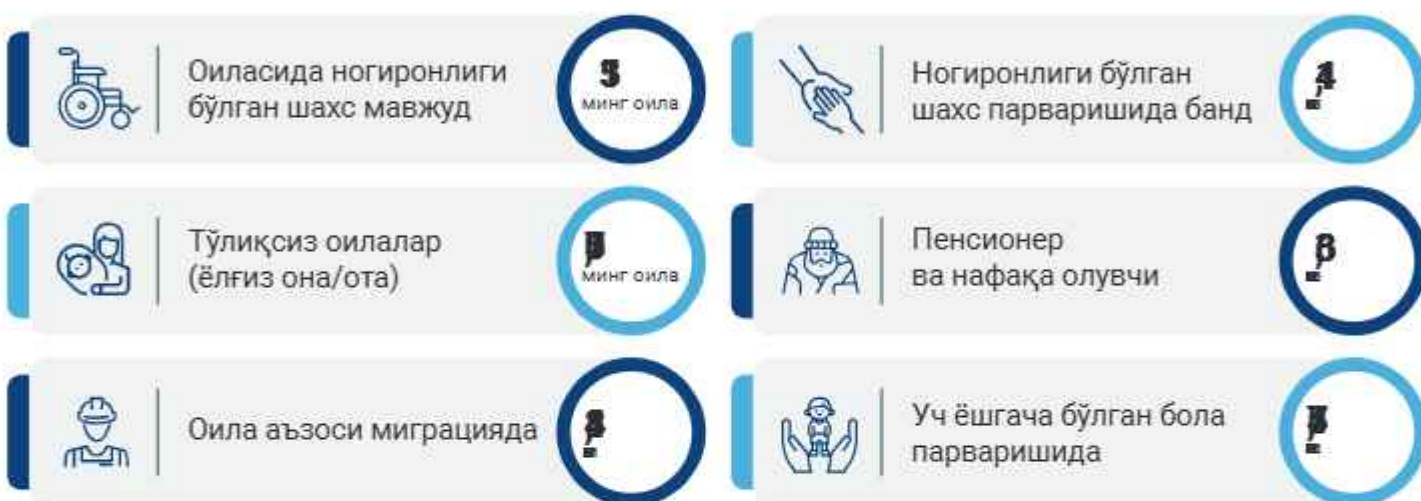 Оиласида ногиронлиги
бўлган шахс мавжуд
минг оила
Ногиронлиги бўлган
шахс парваришида банд
Тўлиқсиз оилалар
(ёлғиз она/ота)
минг оила
Пенсионер
ва нафақа олувчи
Оила аъзоси миграцияда
Уч ёшгача бўлган бола
парваришида